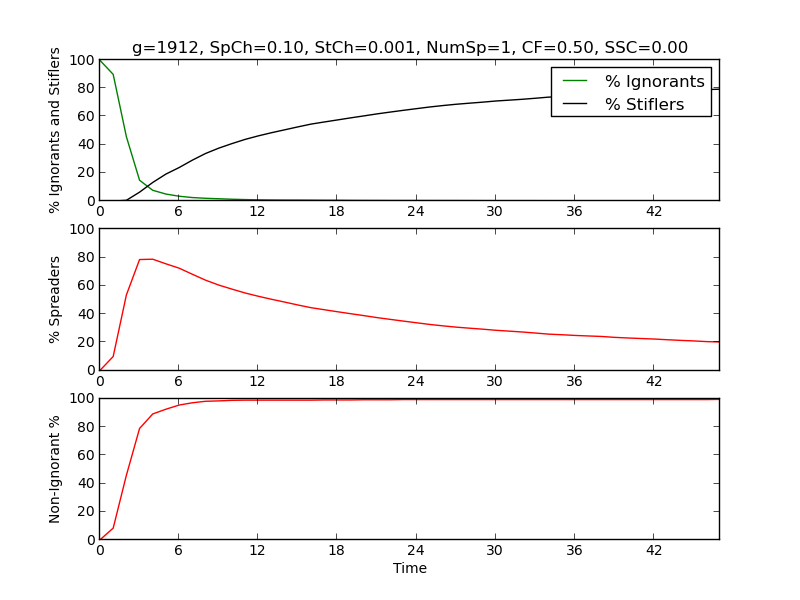 g=1912, SpCh=0.10, StCh=0.001, NumSp=1, CF=0.50, SSC=0.00
% Ignorants and Stiflers
100
80
60
40
20
0
% Ignorants
% Stiflers
0 6 12 18 24 30 36 42
% Spreaders
100
80
60
40
20
0
0 6 12 18 24 30 36 42
Non-Ignorant %
100
80
60
40
20
0
0 6 12 18 24 30 36 42
Time